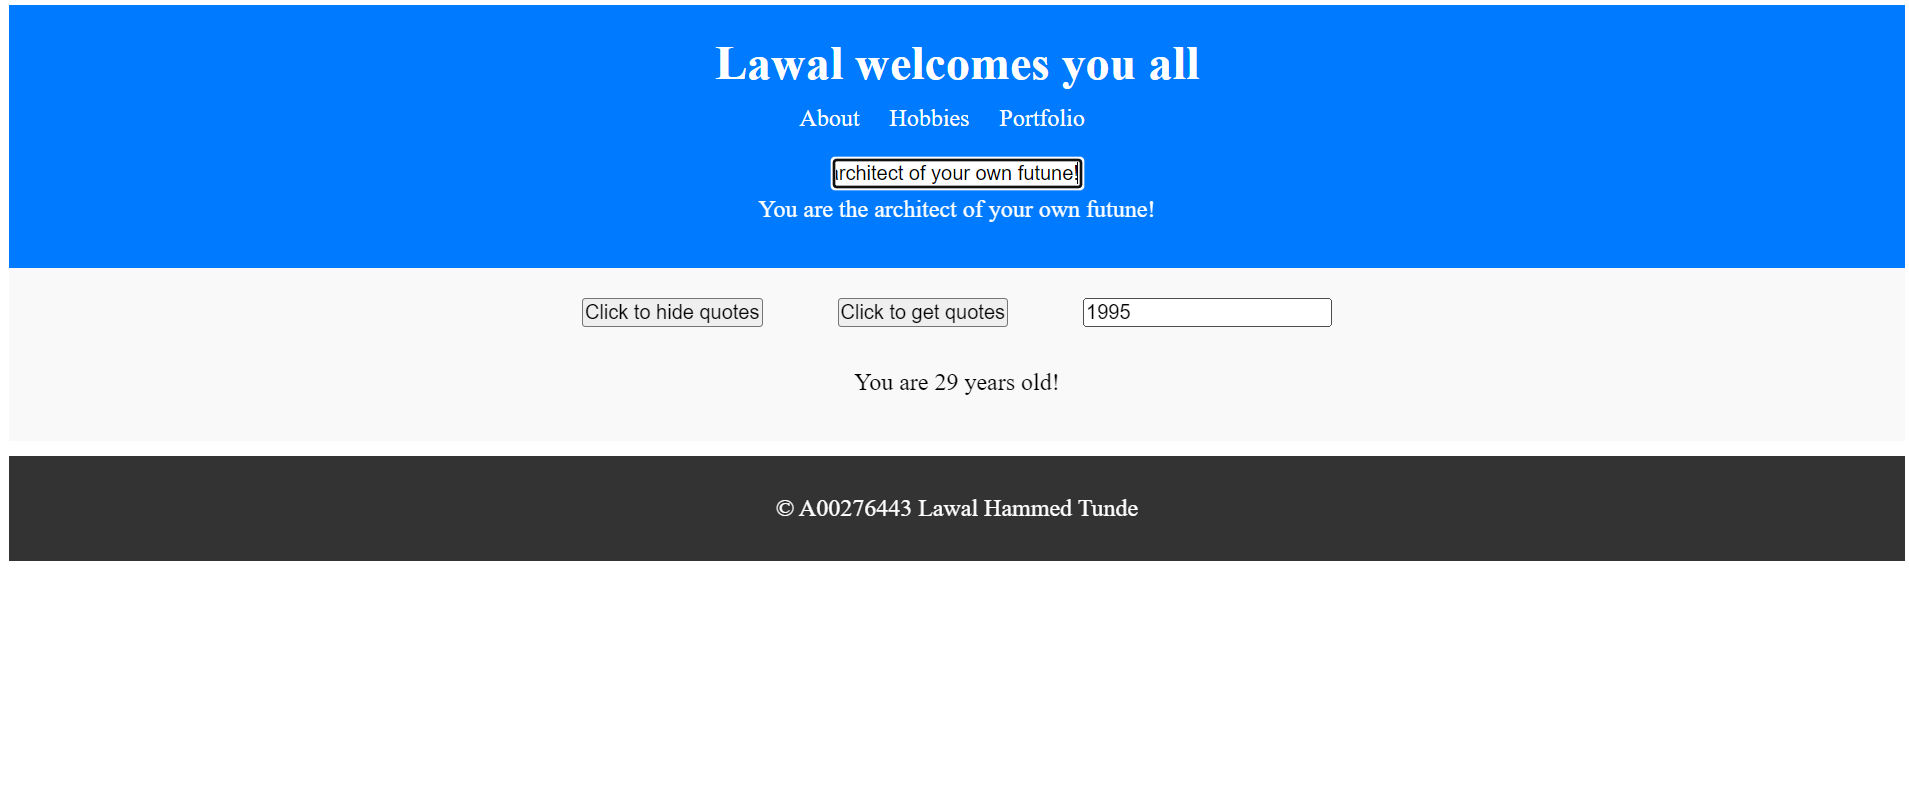 Lawal welcomes you all
About Hobbies Portfolio
rchitect of your own futune!
You are the architect of your own futune!
Click to hide quotes Click to get quotes 1995
You are 29 years old!
© A00276443 Lawal Hammed Tunde